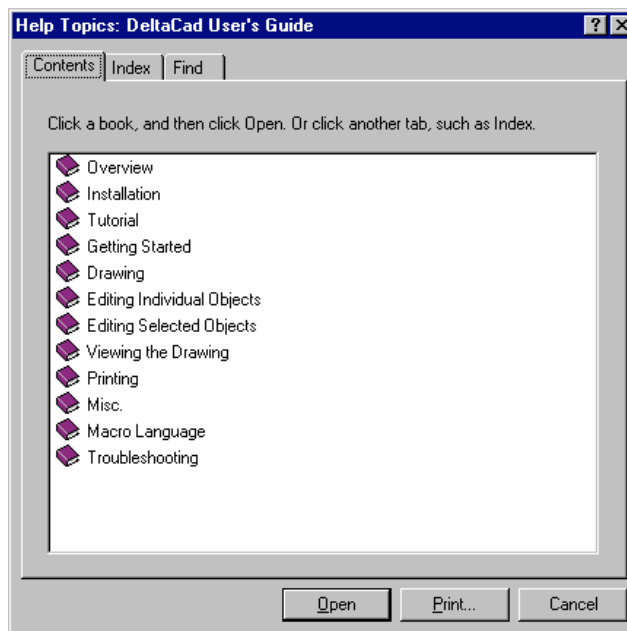 Help Topics: DeltaCad User's Guide
Contents Index Find
Click a book, and then click Open. Or click another tab, such as Index.
Overview
Installation
Tutorial
Getting Started
Drawing
Editing Individual Objects
Editing Selected Objects
Viewing the Drawing
Printing
Misc.
Macro Language
Troubleshooting
Open Print... Cancel